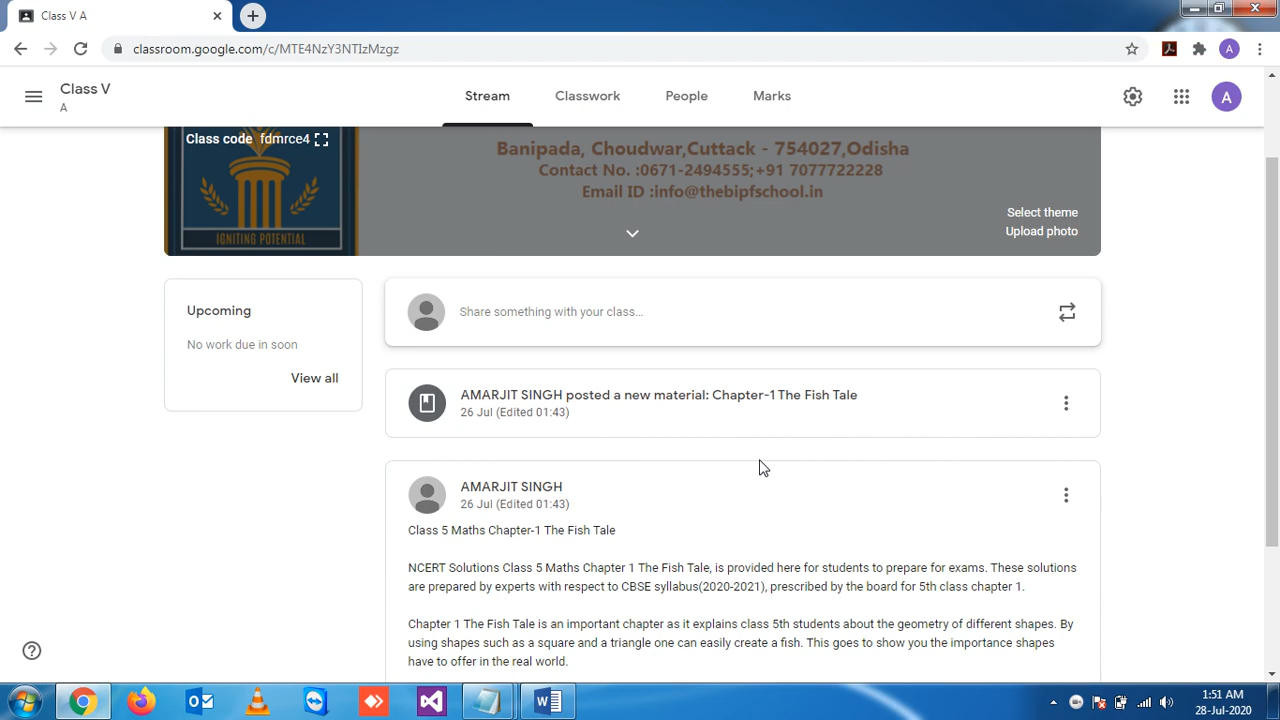 Class V A
classroom.google.com/c/MTE4NzY3NTIzMzgz
A
Class V
A
Stream
Classwork
People
Marks
A
Class code fdmrce4
IGNITING POTENTIAL
Banipada, Choudwar,Cuttack - 754027,Odisha
Contact No. :0671-2494555;+91 7077722228
Email ID :info@thebipfschool.in
Select theme
Upload photo
Upcoming
No work due in soon
View all
Share something with your class...
AMARJIT SINGH posted a new material: Chapter-1 The Fish Tale
26 Jul (Edited 01:43)
AMARJIT SINGH
26 Jul (Edited 01:43)
Class 5 Maths Chapter-1 The Fish Tale
NCERT Solutions Class 5 Maths Chapter 1 The Fish Tale, is provided here for students to prepare for exams. These solutions
are prepared by experts with respect to CBSE syllabus(2020-2021), prescribed by the board for 5th class chapter 1.
Chapter 1 The Fish Tale is an important chapter as it explains class 5th students about the geometry of different shapes. By
using shapes such as a square and a triangle one can easily create a fish. This goes to show you the importance shapes
have to offer in the real world.
1:51 AM
28-Jul-2020